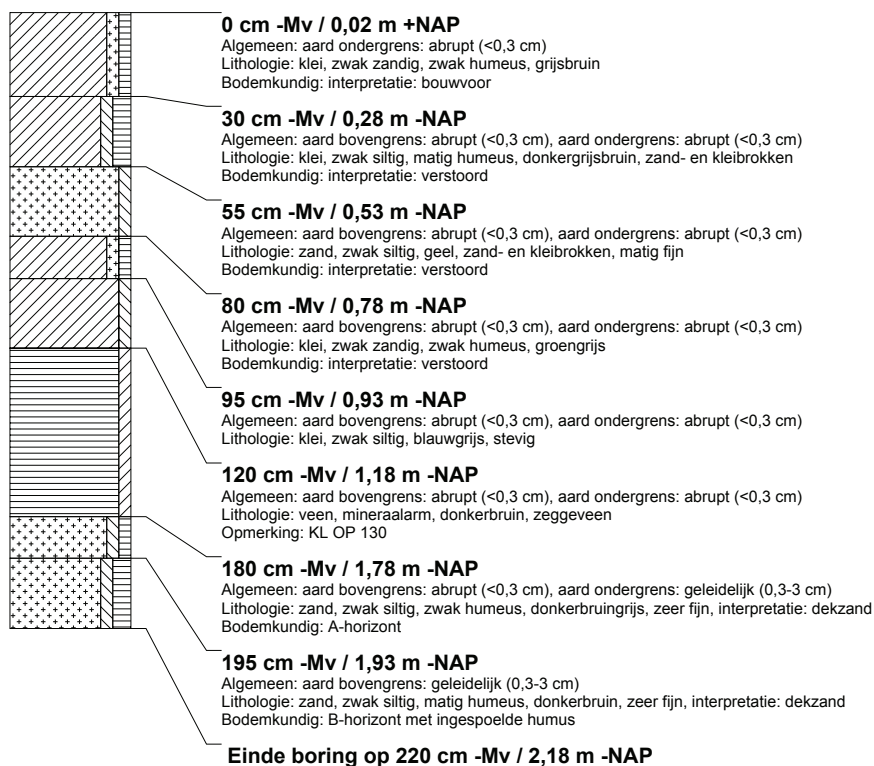 0 cm -Mv / 0,02 m +NAP
Algemeen: aard ondergrens: abrupt (<0,3 cm)
Lithologie: klei, zwak zandig, zwak humeus, grijsbruin
Bodemkundig: interpretatie: bouwvoor
30 cm -Mv / 0,28 m -NAP
Algemeen: aard bovengrens: abrupt (<0,3 cm), aard ondergrens: abrupt (<0,3 cm)
Lithologie: klei, zwak siltig, matig humeus, donkergrijsbruin, zand- en kleibrokken
Bodemkundig: interpretatie: verstoord
55 cm -Mv / 0,53 m -NAP
Algemeen: aard bovengrens: abrupt (<0,3 cm), aard ondergrens: abrupt (<0,3 cm)
Lithologie: zand, zwak siltig, geel, zand- en kleibrokken, matig fijn
Bodemkundig: interpretatie: verstoord
80 cm -Mv / 0,78 m -NAP
Algemeen: aard bovengrens: abrupt (<0,3 cm), aard ondergrens: abrupt (<0,3 cm)
Lithologie: klei, zwak zandig, zwak humeus, groengrijs
Bodemkundig: interpretatie: verstoord
95 cm -Mv / 0,93 m -NAP
Algemeen: aard bovengrens: abrupt (<0,3 cm), aard ondergrens: abrupt (<0,3 cm)
Lithologie: klei, zwak siltig, blauwgrijs, stevig
120 cm -Mv / 1,18 m -NAP
Algemeen: aard bovengrens: abrupt (<0,3 cm), aard ondergrens: abrupt (<0,3 cm)
Lithologie: veen, mineraalarm, donkerbruin, zeggeveen
Opmerking: KL OP 130
180 cm -Mv / 1,78 m -NAP
Algemeen: aard bovengrens: abrupt (<0,3 cm), aard ondergrens: geleidelijk (0,3-3 cm)
Lithologie: zand, zwak siltig, zwak humeus, donkerbruingrijs, zeer fijn, interpretatie: dekzand
Bodemkundig: A-horizont
195 cm -Mv / 1,93 m -NAP
Algemeen: aard bovengrens: geleidelijk (0,3-3 cm)
Lithologie: zand, zwak siltig, matig humeus, donkerbruin, zeer fijn, interpretatie: dekzand
Bodemkundig: B-horizont met ingespoelde humus
Einde boring op 220 cm -Mv / 2,18 m -NAP